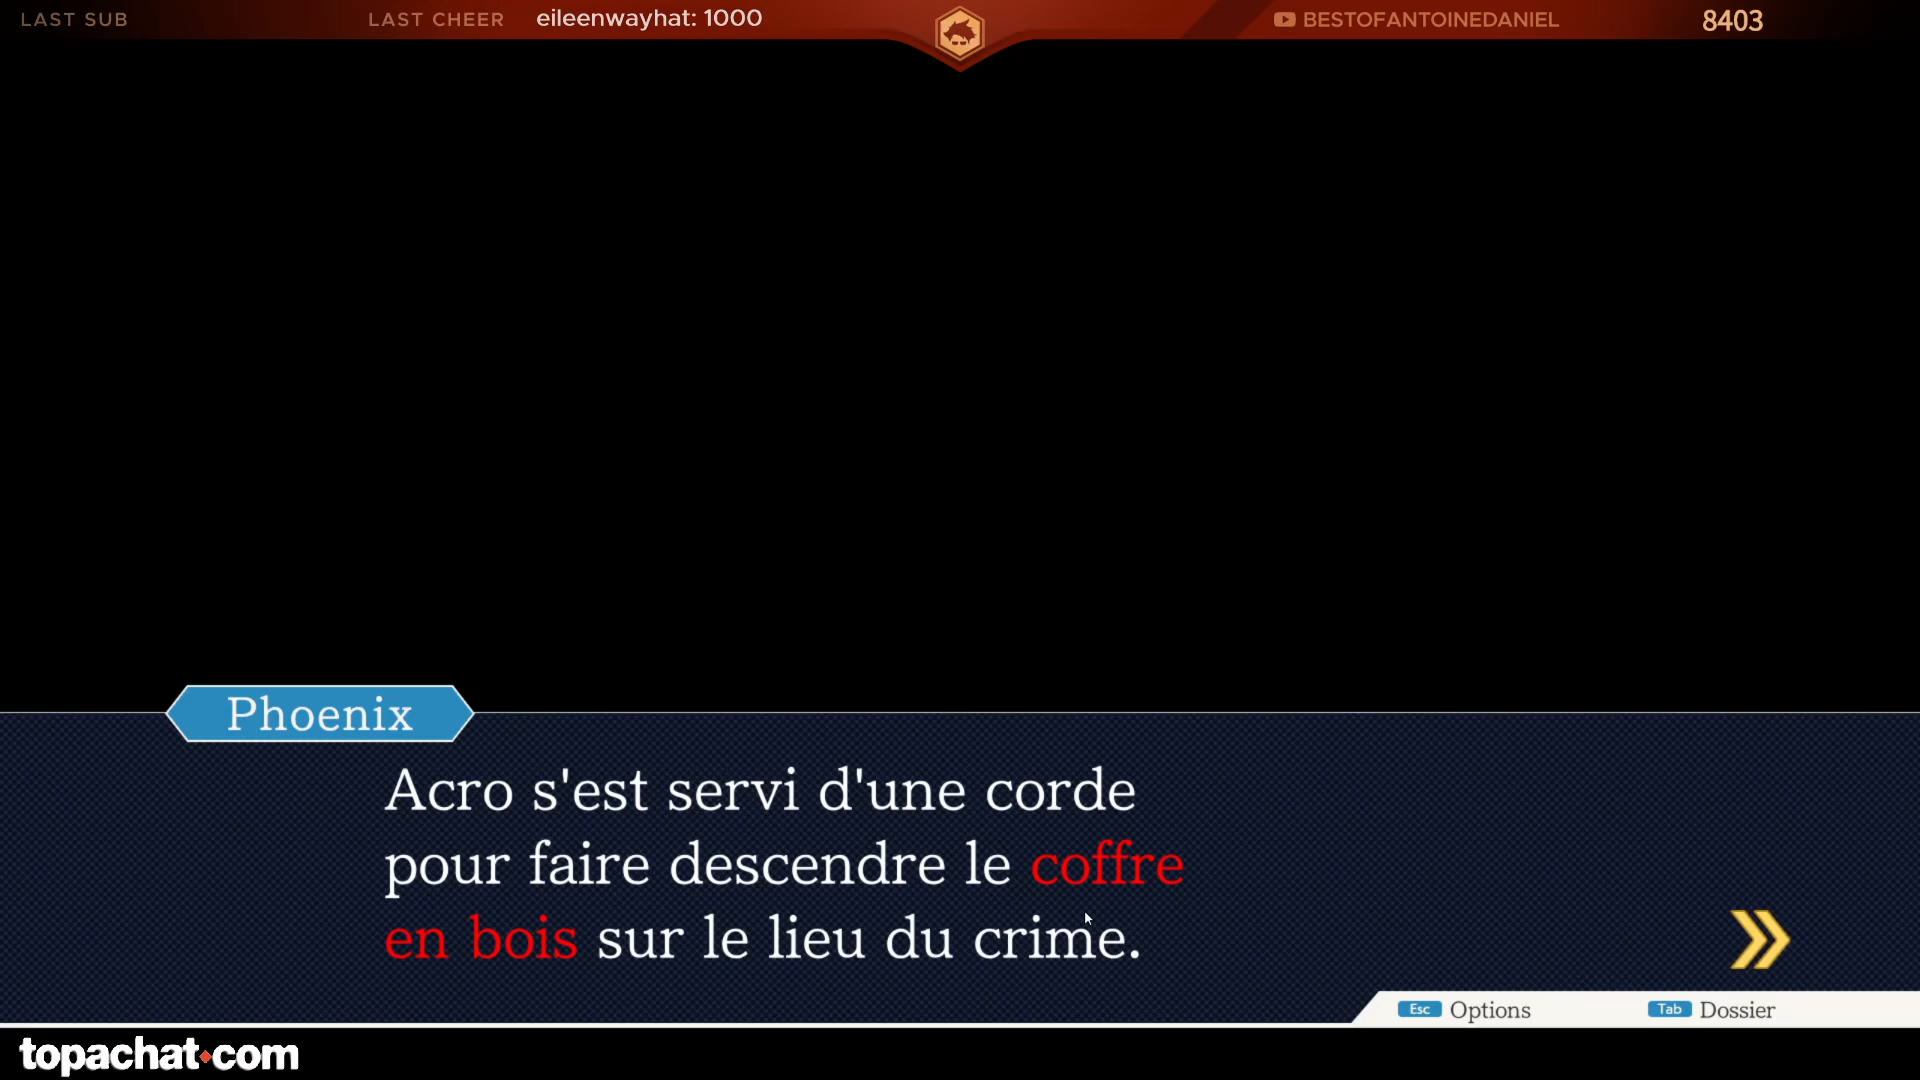 LAST SUB
LAST CHEER eileenwayhat: 1000
BESTOFANTOINEDANIEL
8403
Phoenix
Acro s'est servi d'une corde
pour faire descendre le coffre
en bois sur le lieu du crime.
Esc Options
Tab Dossier
topachat.com